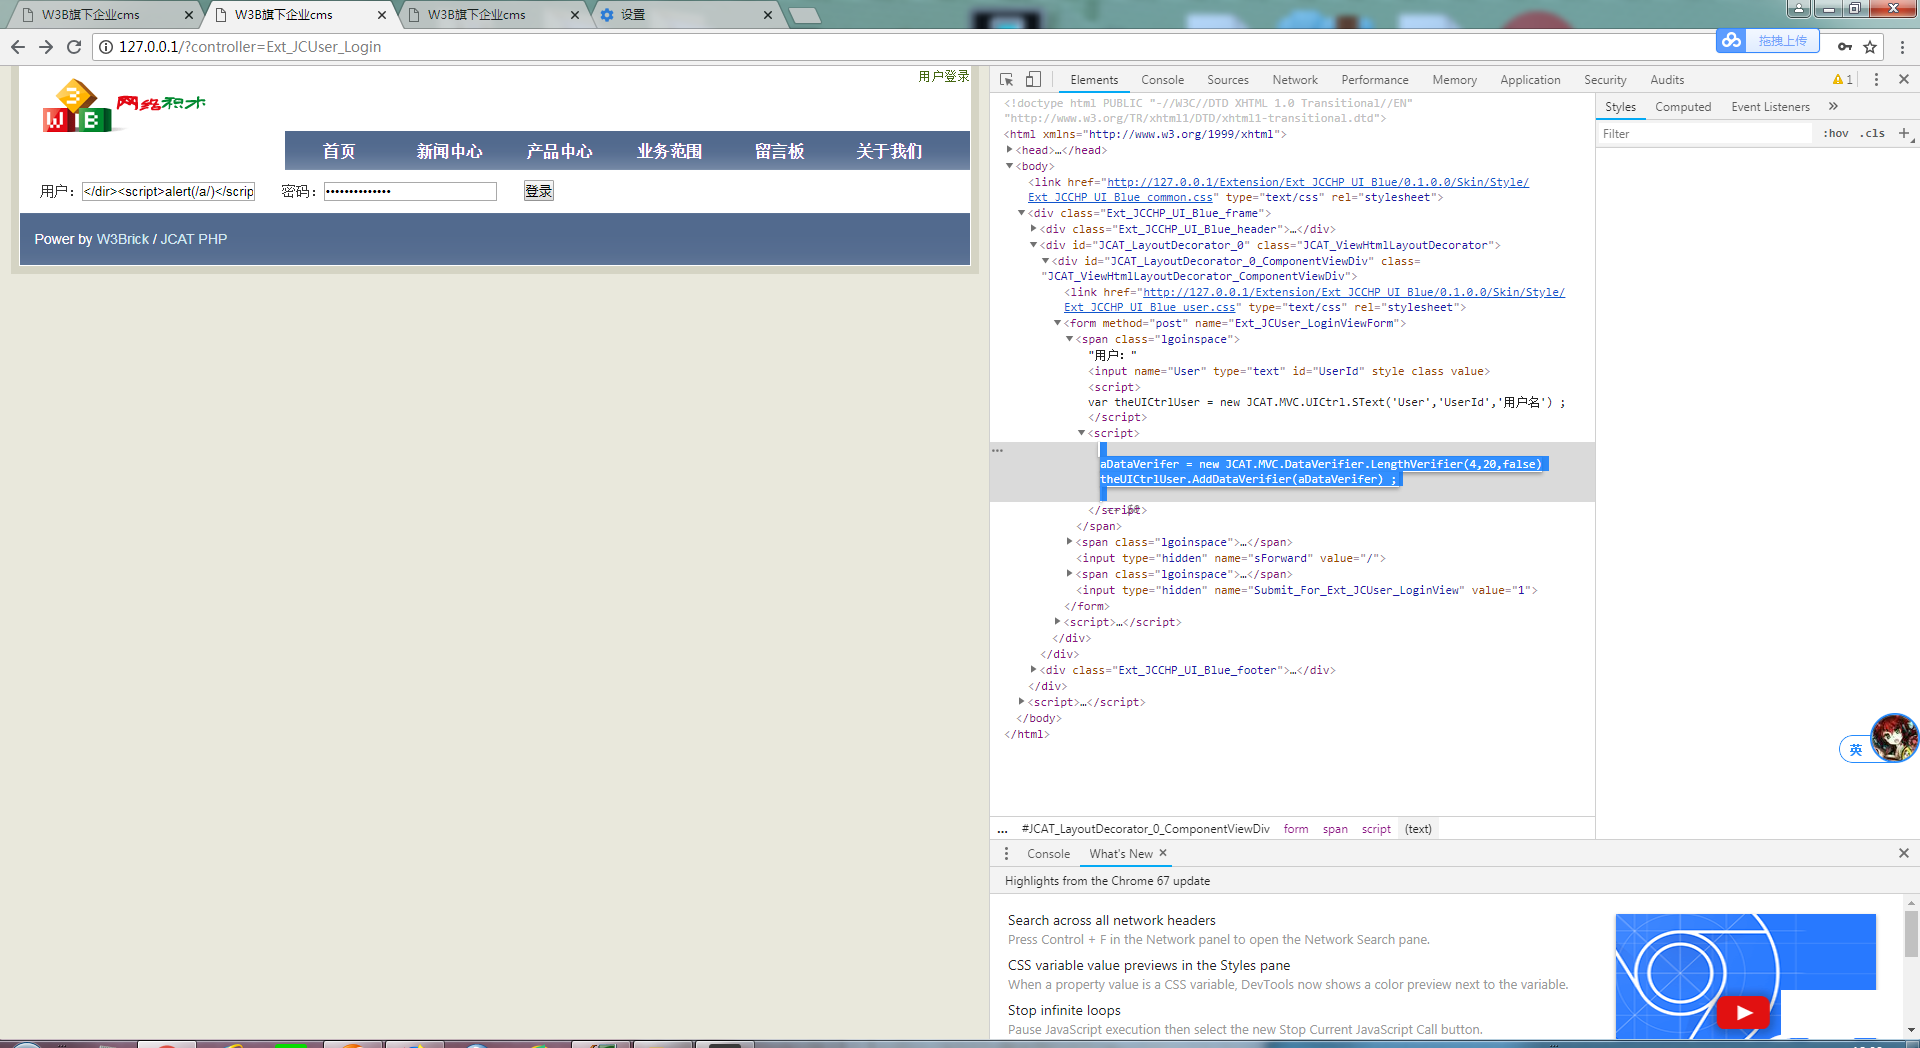 W3B旗下企业cms
W3B旗下企业cms
W3B旗下企业cms
设置
127.0.0.1/?controller=Ext_JCUser_Login
拖拽上传
用户登录
3
W B
网络积木
首页 新闻中心 产品中心 业务范围 留言板 关于我们
用户： </dir><script>alert(/a/)</scrip 密码： •••••••••••••• 登录
Power by W3Brick / JCAT PHP
Elements Console Sources Network Performance Memory Application Security Audits 1
<!doctype html PUBLIC "-//W3C//DTD XHTML 1.0 Transitional//EN"
"http://www.w3.org/TR/xhtml1/DTD/xhtml1-transitional.dtd">
<html xmlns="http://www.w3.org/1999/xhtml">
<head>…</head>
<body>
<link href="http://127.0.0.1/Extension/Ext_JCCHP_UI_Blue/0.1.0.0/Skin/Style/
Ext_JCCHP_UI_Blue_common.css" type="text/css" rel="stylesheet">
<div class="Ext_JCCHP_UI_Blue_frame">
<div class="Ext_JCCHP_UI_Blue_header">…</div>
<div id="JCAT_LayoutDecorator_0" class="JCAT_ViewHtmlLayoutDecorator">
<div id="JCAT_LayoutDecorator_0_ComponentViewDiv" class=
"JCAT_ViewHtmlLayoutDecorator_ComponentViewDiv">
<link href="http://127.0.0.1/Extension/Ext_JCCHP_UI_Blue/0.1.0.0/Skin/Style/
Ext_JCCHP_UI_Blue_user.css" type="text/css" rel="stylesheet">
<form method="post" name="Ext_JCUser_LoginViewForm">
<span class="lgoinspace">
"用户："
<input name="User" type="text" id="UserId" style class value>
<script>
var theUICtrlUser = new JCAT.MVC.UICtrl.SText('User','UserId','用户名') ;
</script>
<script>
…
aDataVerifer = new JCAT.MVC.DataVerifier.LengthVerifier(4,20,false)
theUICtrlUser.AddDataVerifier(aDataVerifer) ;
</script>
</span>
<span class="lgoinspace">…</span>
<input type="hidden" name="sForward" value="/">
<span class="lgoinspace">…</span>
<input type="hidden" name="Submit_For_Ext_JCUser_LoginView" value="1">
</form>
<script>…</script>
</div>
</div>
<div class="Ext_JCCHP_UI_Blue_footer">…</div>
</div>
<script>…</script>
</body>
</html>
… #JCAT_LayoutDecorator_0_ComponentViewDiv form span script (text)
Styles Computed Event Listeners »
Filter :hov .cls +
英
Console What's New
Highlights from the Chrome 67 update
Search across all network headers
Press Control + F in the Network panel to open the Network Search pane.
CSS variable value previews in the Styles pane
When a property value is a CSS variable, DevTools now shows a color preview next to the variable.
Stop infinite loops
Pause JavaScript execution then select the new Stop Current JavaScript Call button.